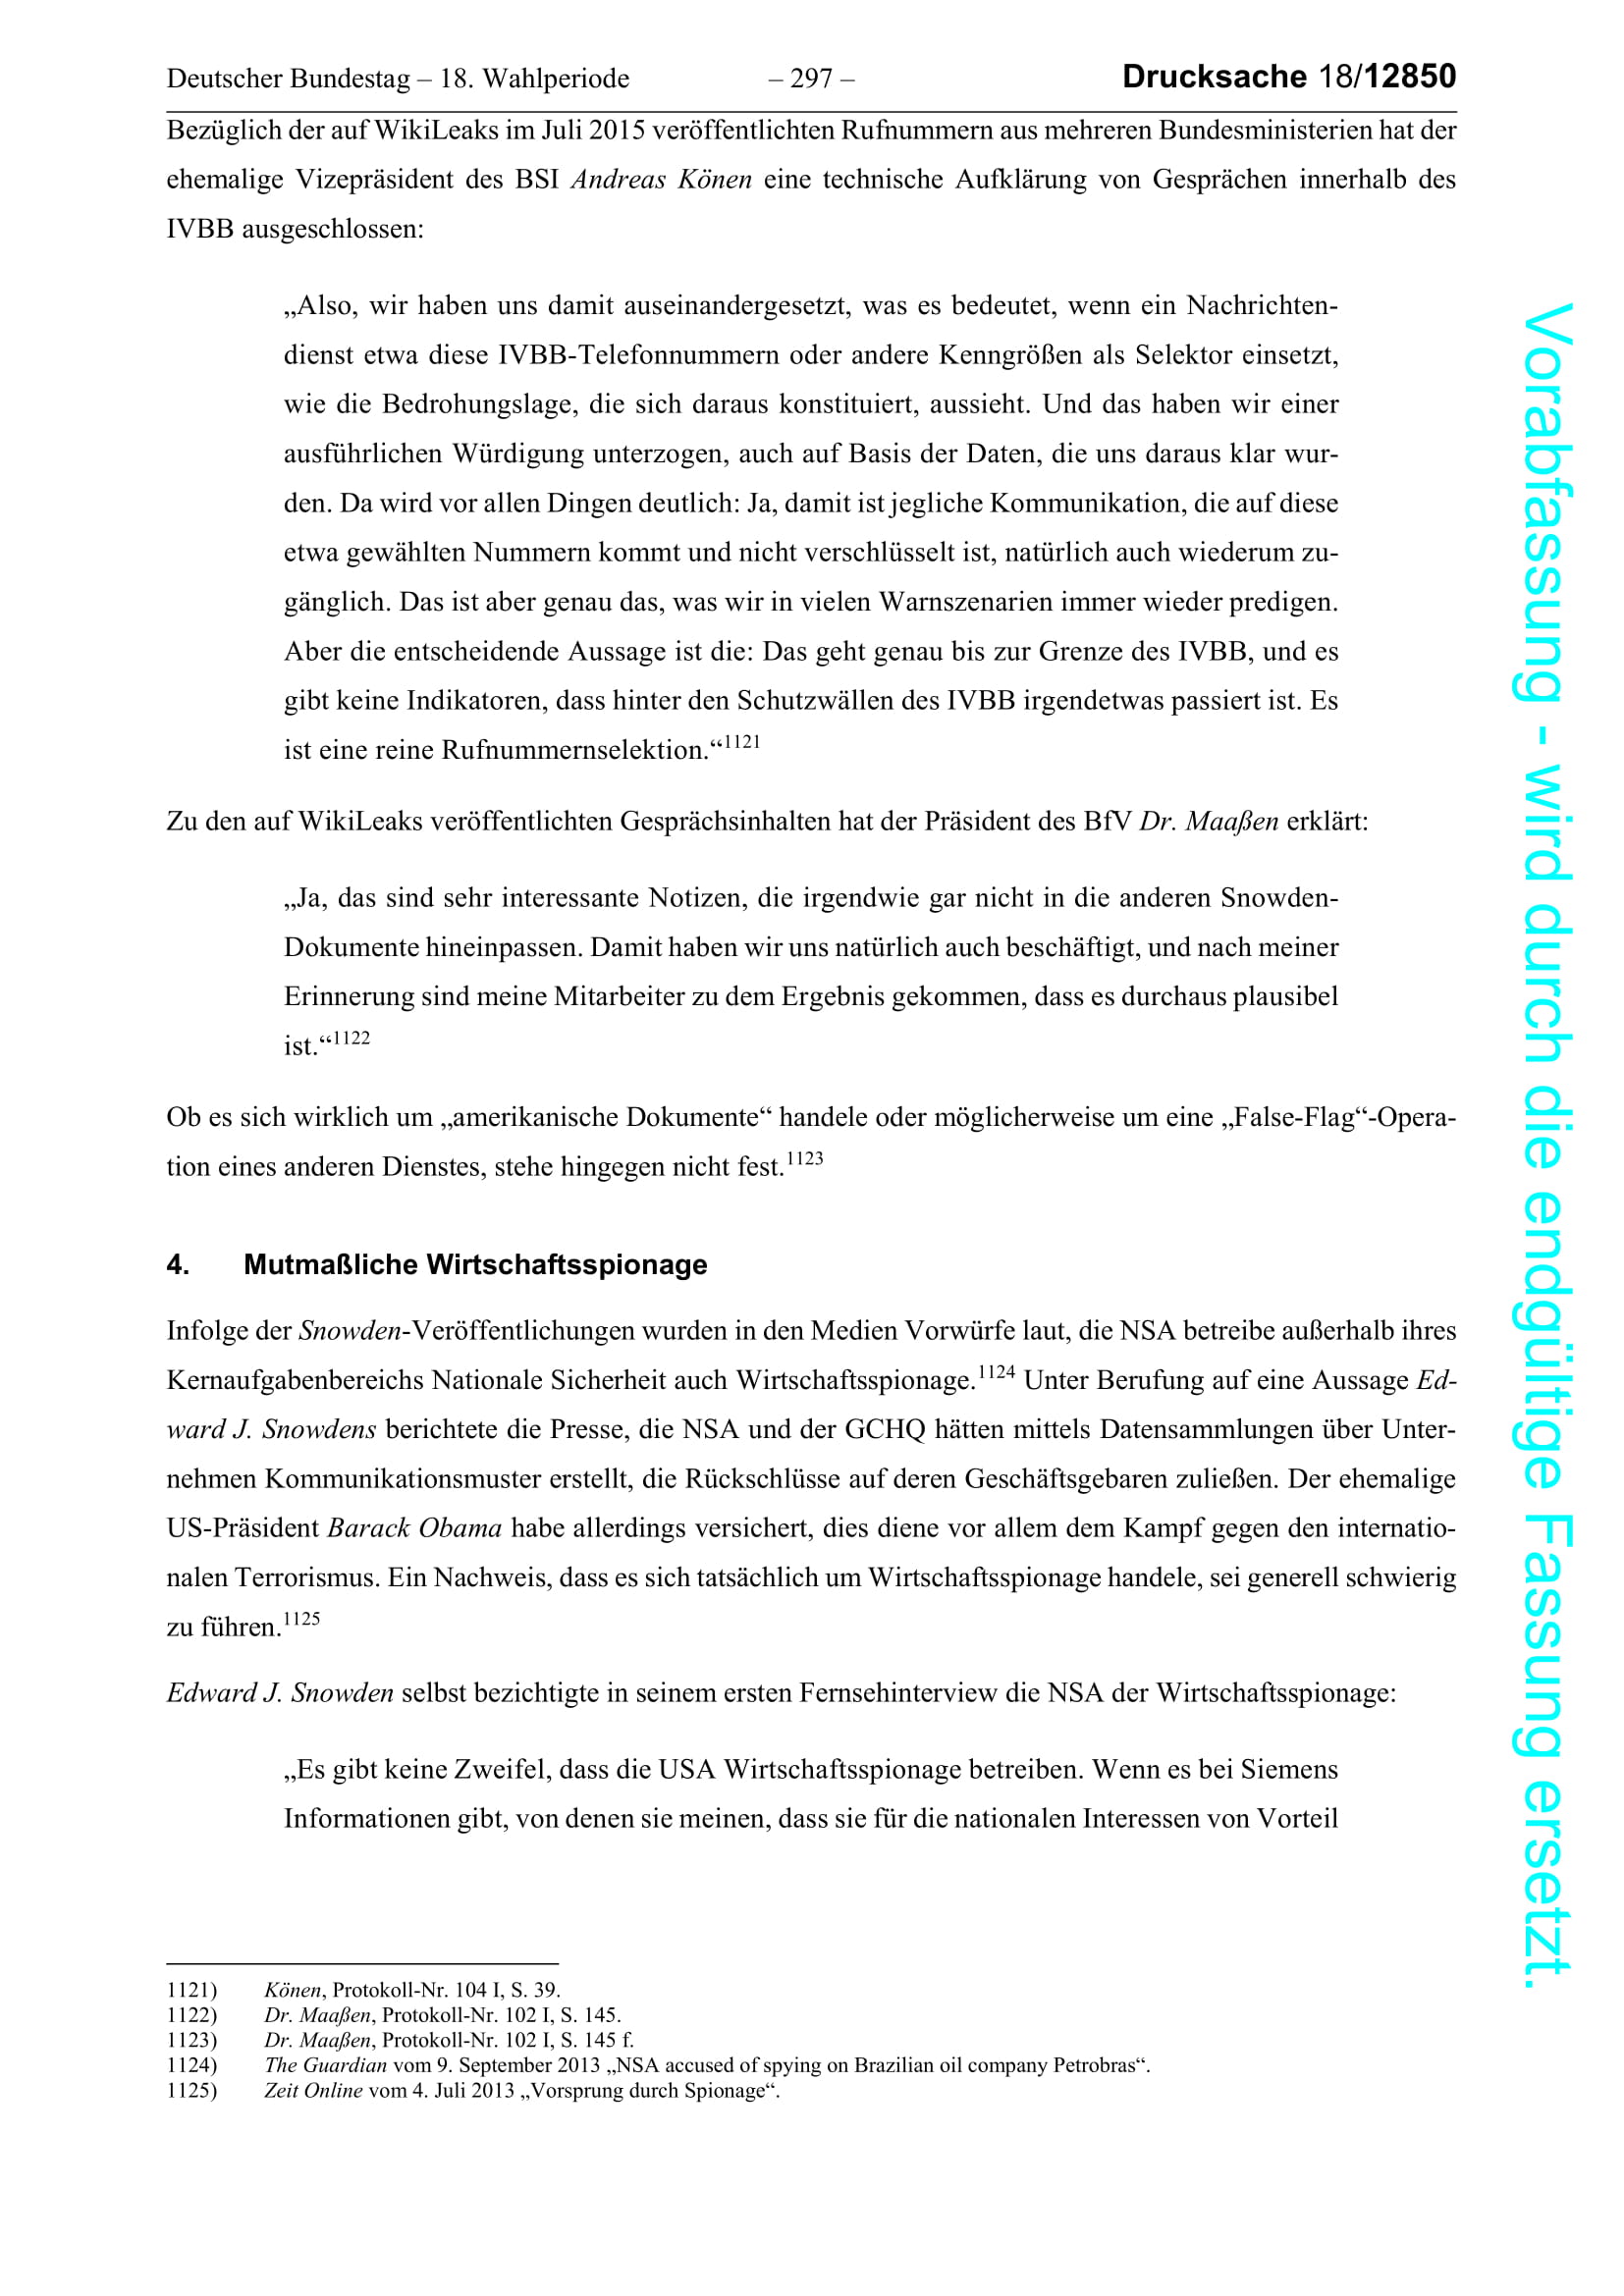 Deutscher Bundestag – 18. Wahlperiode – 297 – Drucksache 18/12850
Bezüglich der auf WikiLeaks im Juli 2015 veröffentlichten Rufnummern aus mehreren Bundesministerien hat der
ehemalige Vizepräsident des BSI Andreas Könen eine technische Aufklärung von Gesprächen innerhalb des
IVBB ausgeschlossen:
„Also, wir haben uns damit auseinandergesetzt, was es bedeutet, wenn ein Nachrichten-
dienst etwa diese IVBB-Telefonnummern oder andere Kenngrößen als Selektor einsetzt,
wie die Bedrohungslage, die sich daraus konstituiert, aussieht. Und das haben wir einer
ausführlichen Würdigung unterzogen, auch auf Basis der Daten, die uns daraus klar wur-
den. Da wird vor allen Dingen deutlich: Ja, damit ist jegliche Kommunikation, die auf diese
etwa gewählten Nummern kommt und nicht verschlüsselt ist, natürlich auch wiederum zu-
gänglich. Das ist aber genau das, was wir in vielen Warnszenarien immer wieder predigen.
Aber die entscheidende Aussage ist die: Das geht genau bis zur Grenze des IVBB, und es
gibt keine Indikatoren, dass hinter den Schutzwällen des IVBB irgendetwas passiert ist. Es
ist eine reine Rufnummernselektion.“1121
Zu den auf WikiLeaks veröffentlichten Gesprächsinhalten hat der Präsident des BfV Dr. Maaßen erklärt:
„Ja, das sind sehr interessante Notizen, die irgendwie gar nicht in die anderen Snowden-
Dokumente hineinpassen. Damit haben wir uns natürlich auch beschäftigt, und nach meiner
Erinnerung sind meine Mitarbeiter zu dem Ergebnis gekommen, dass es durchaus plausibel
ist.“1122
Ob es sich wirklich um „amerikanische Dokumente“ handele oder möglicherweise um eine „False-Flag“-Opera-
tion eines anderen Dienstes, stehe hingegen nicht fest.1123
4. Mutmaßliche Wirtschaftsspionage
Infolge der Snowden-Veröffentlichungen wurden in den Medien Vorwürfe laut, die NSA betreibe außerhalb ihres
Kernaufgabenbereichs Nationale Sicherheit auch Wirtschaftsspionage.1124 Unter Berufung auf eine Aussage Ed-
ward J. Snowdens berichtete die Presse, die NSA und der GCHQ hätten mittels Datensammlungen über Unter-
nehmen Kommunikationsmuster erstellt, die Rückschlüsse auf deren Geschäftsgebaren zuließen. Der ehemalige
US-Präsident Barack Obama habe allerdings versichert, dies diene vor allem dem Kampf gegen den internatio-
nalen Terrorismus. Ein Nachweis, dass es sich tatsächlich um Wirtschaftsspionage handele, sei generell schwierig
zu führen.1125
Edward J. Snowden selbst bezichtigte in seinem ersten Fernsehinterview die NSA der Wirtschaftsspionage:
„Es gibt keine Zweifel, dass die USA Wirtschaftsspionage betreiben. Wenn es bei Siemens
Informationen gibt, von denen sie meinen, dass sie für die nationalen Interessen von Vorteil
1121) Könen, Protokoll-Nr. 104 I, S. 39.
1122) Dr. Maaßen, Protokoll-Nr. 102 I, S. 145.
1123) Dr. Maaßen, Protokoll-Nr. 102 I, S. 145 f.
1124) The Guardian vom 9. September 2013 „NSA accused of spying on Brazilian oil company Petrobras“.
1125) Zeit Online vom 4. Juli 2013 „Vorsprung durch Spionage“.
Vorabfassung - wird durch die endgültige Fassung ersetzt.